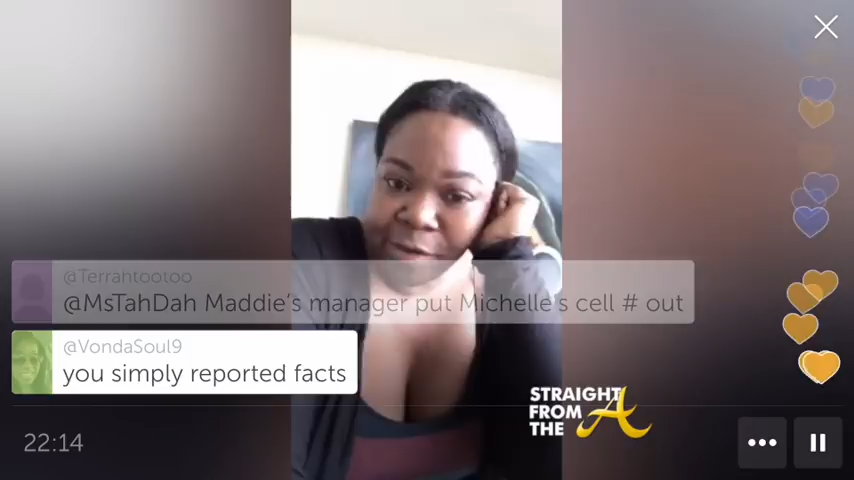 @Terrahtootoo
@MsTahDah Maddie's manager put Michelle's cell # out
@VondaSoul9
you simply reported facts
STRAIGHT
FROM
THE A
22:14